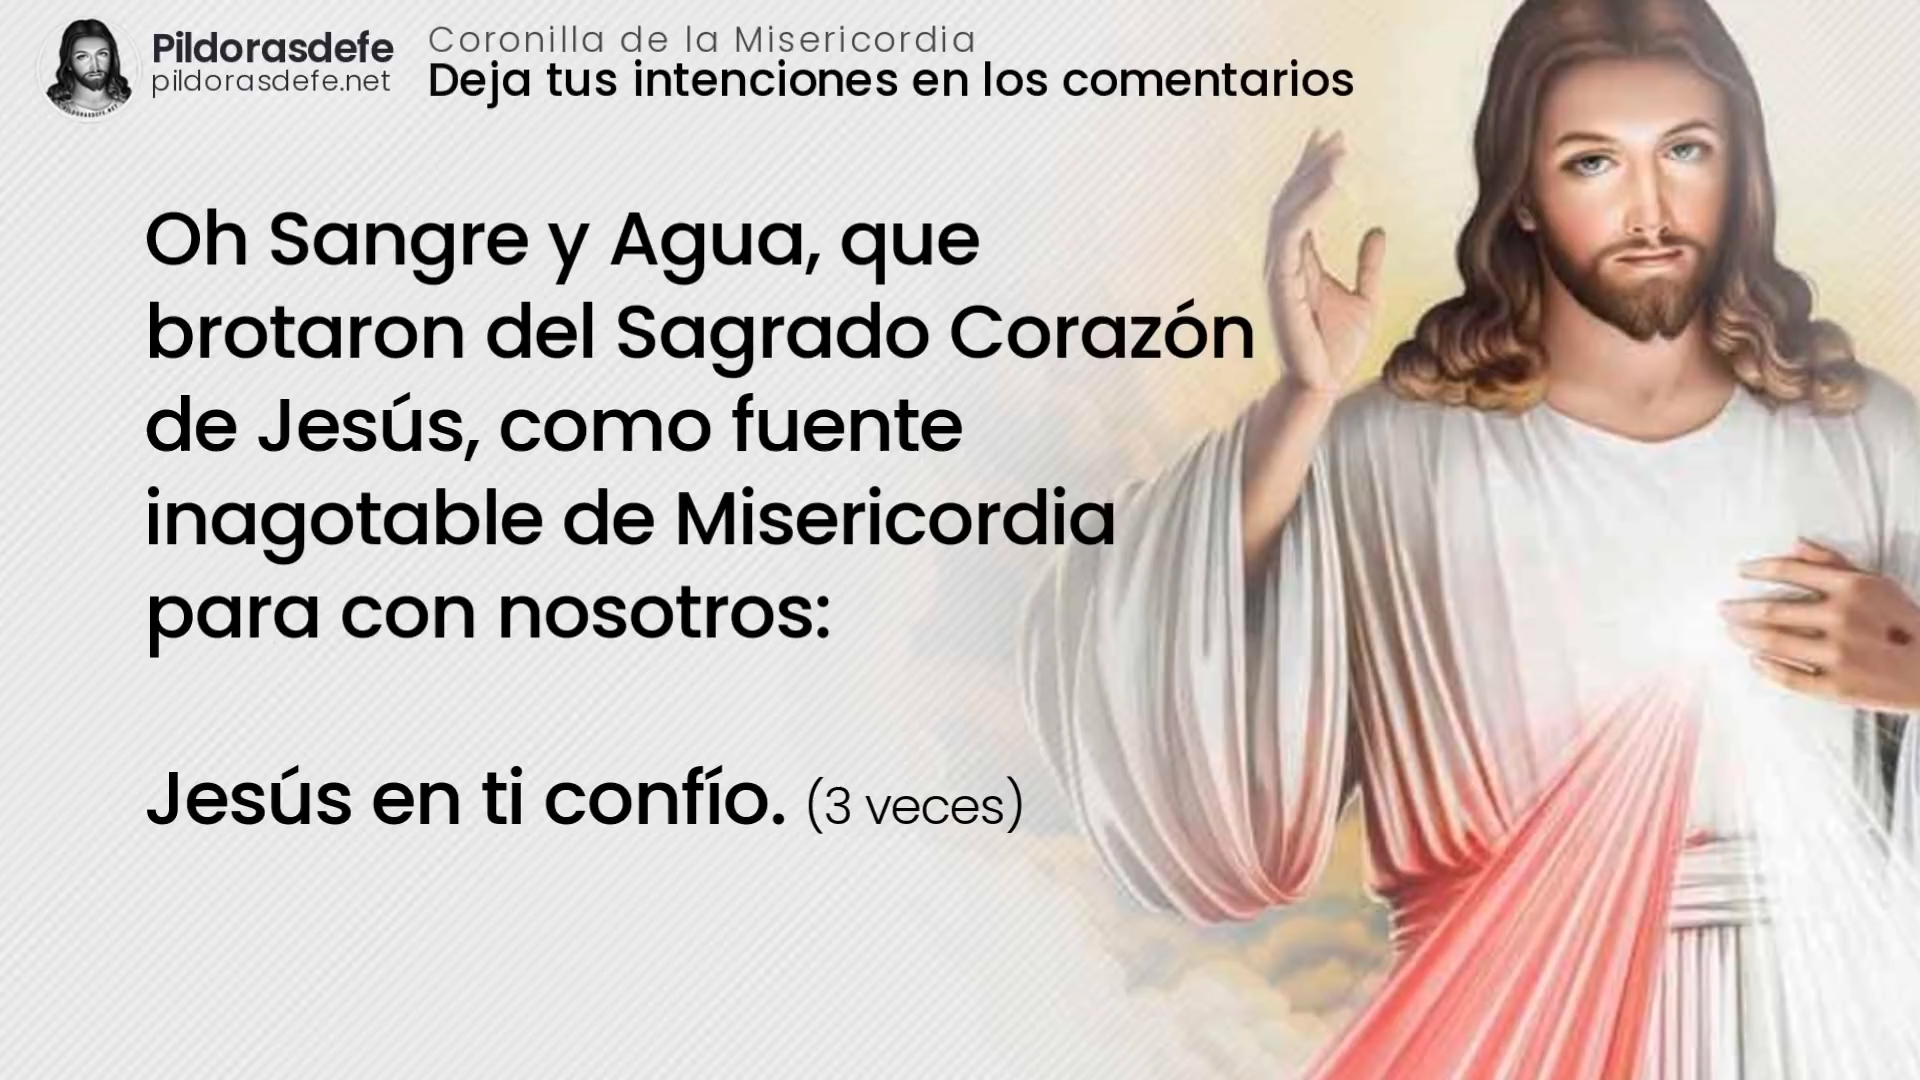 Pildorasdefe
pildorasdefe.net
Coronilla de la Misericordia
Deja tus intenciones en los comentarios
Oh Sangre y Agua, que
brotaron del Sagrado Corazón
de Jesús, como fuente
inagotable de Misericordia
para con nosotros:
Jesús en ti confío. (3 veces)